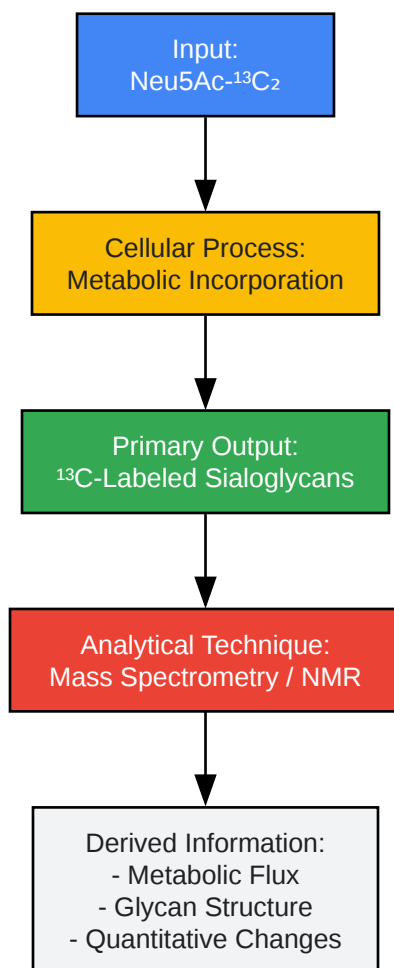 Input:
Neu5Ac-¹³C₂
Cellular Process:
Metabolic Incorporation
Primary Output:
¹³C-Labeled Sialoglycans
Analytical Technique:
Mass Spectrometry / NMR
Derived Information:
- Metabolic Flux
- Glycan Structure
- Quantitative Changes